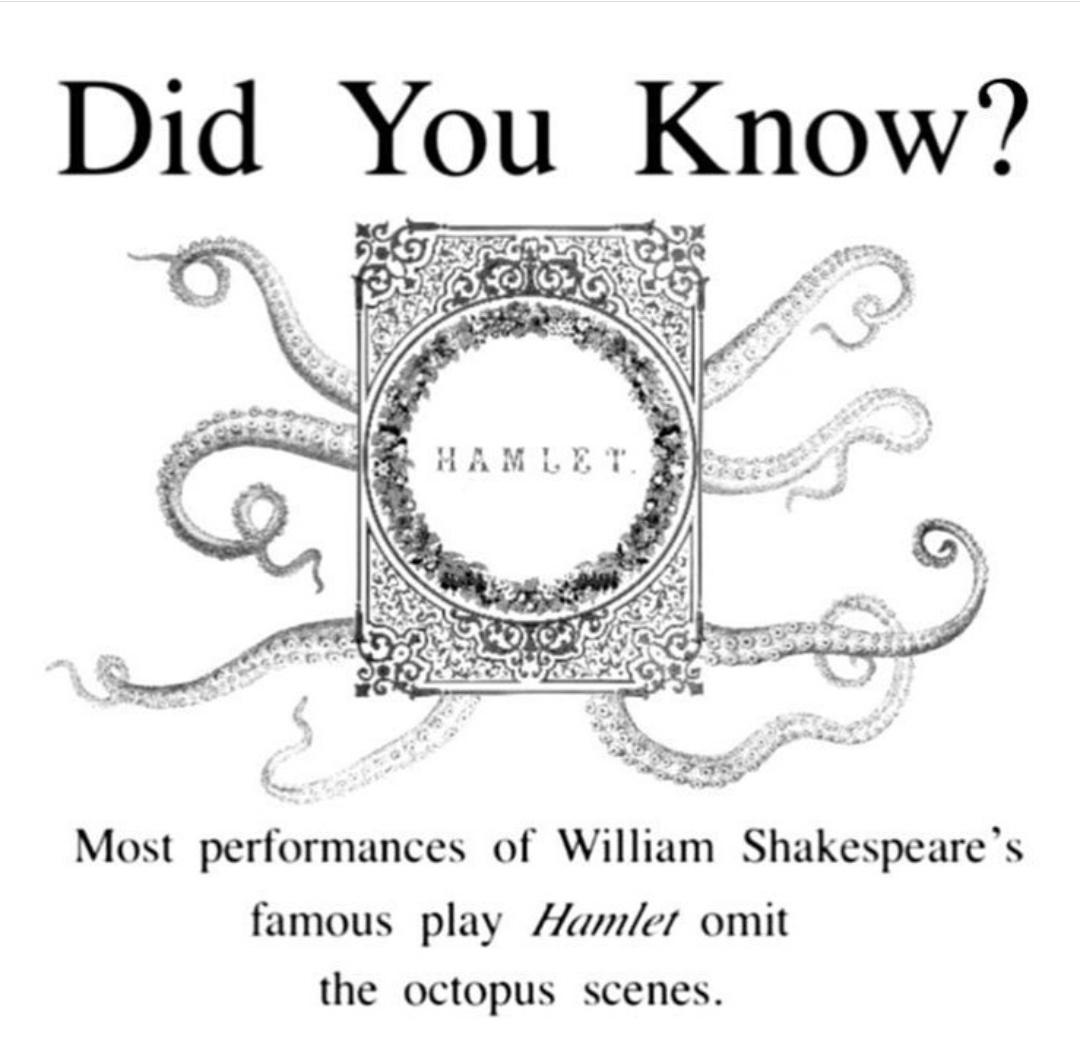 Did You Know?
HAMLET.
Most performances of William Shakespeare’s
famous play Hamlet omit
the octopus scenes.